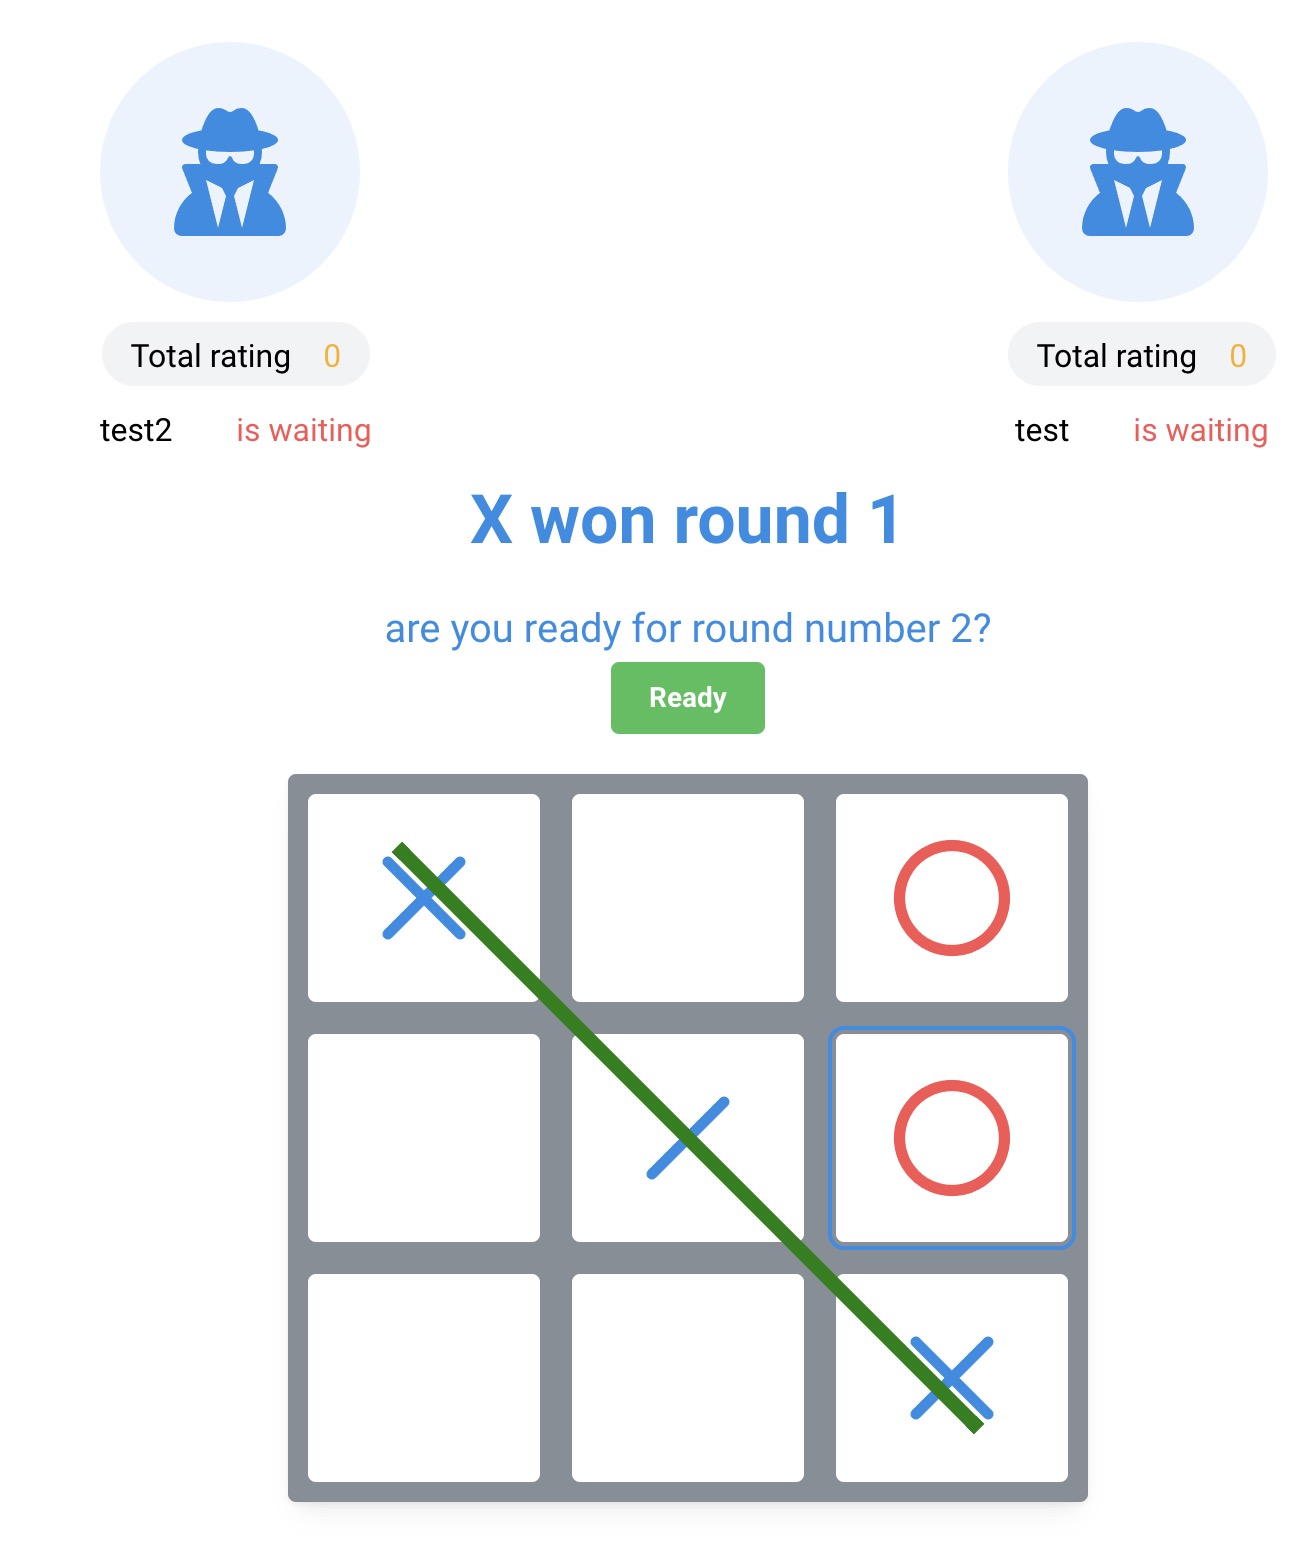 Total rating 0
Total rating 0
test2 is waiting
test is waiting
X won round 1
are you ready for round number 2?
Ready